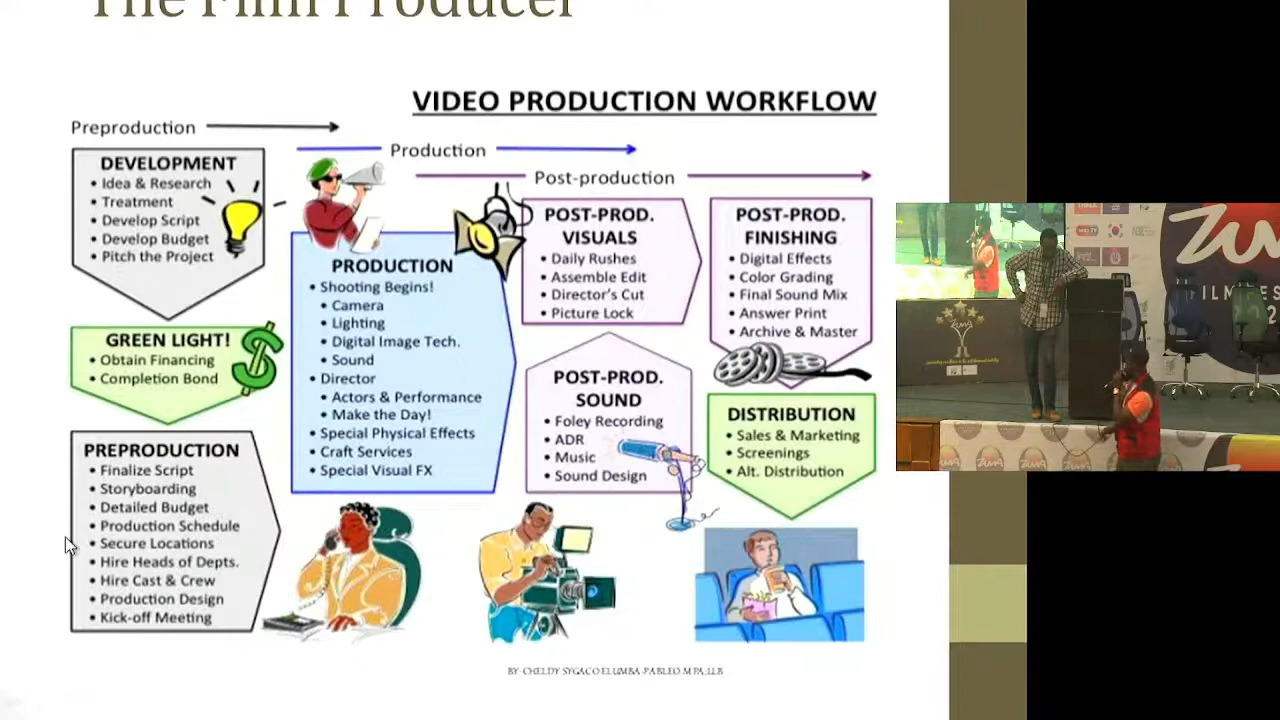 The Film Producer
VIDEO PRODUCTION WORKFLOW
Preproduction
Production
Post-production
DEVELOPMENT
• Idea & Research
• Treatment
• Develop Script
• Develop Budget
• Pitch the Project
GREEN LIGHT!
• Obtain Financing
• Completion Bond
PREPRODUCTION
• Finalize Script
• Storyboarding
• Detailed Budget
• Production Schedule
• Secure Locations
• Hire Heads of Depts.
• Hire Cast & Crew
• Production Design
• Kick-off Meeting
PRODUCTION
• Shooting Begins!
• Camera
• Lighting
• Digital Image Tech.
• Sound
• Director
• Actors & Performance
• Make the Day!
• Special Physical Effects
• Craft Services
• Special Visual FX
POST-PROD.
VISUALS
• Daily Rushes
• Assemble Edit
• Director's Cut
• Picture Lock
POST-PROD.
SOUND
• Foley Recording
• ADR
• Music
• Sound Design
POST-PROD.
FINISHING
• Digital Effects
• Color Grading
• Final Sound Mix
• Answer Print
• Archive & Master
DISTRIBUTION
• Sales & Marketing
• Screenings
• Alt. Distribution
BY-CHELDY SYGACO ELUMBA-PABLEO,MPA,LLB
Zuma